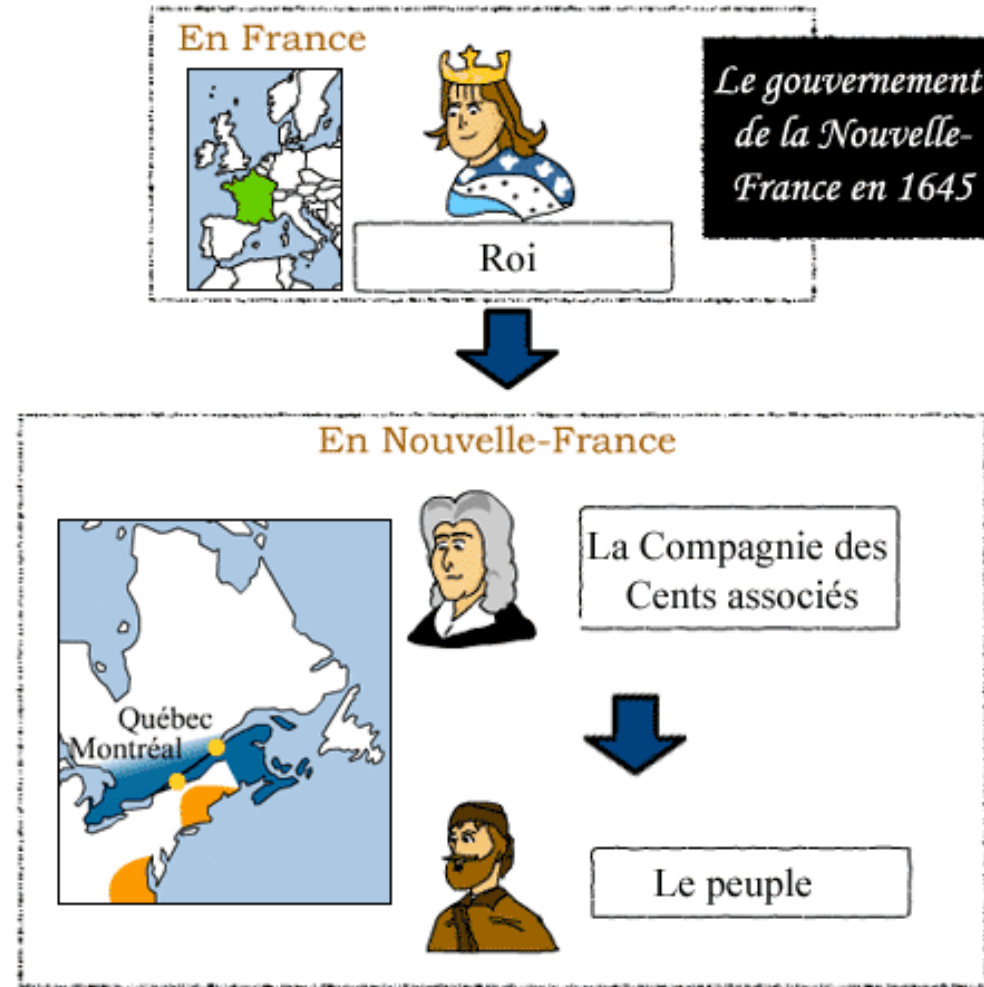 En France
Le gouvernement
de la Nouvelle-
France en 1645
Roi
En Nouvelle-France
La Compagnie des
Cents associés
Québec
Montréal
Le peuple